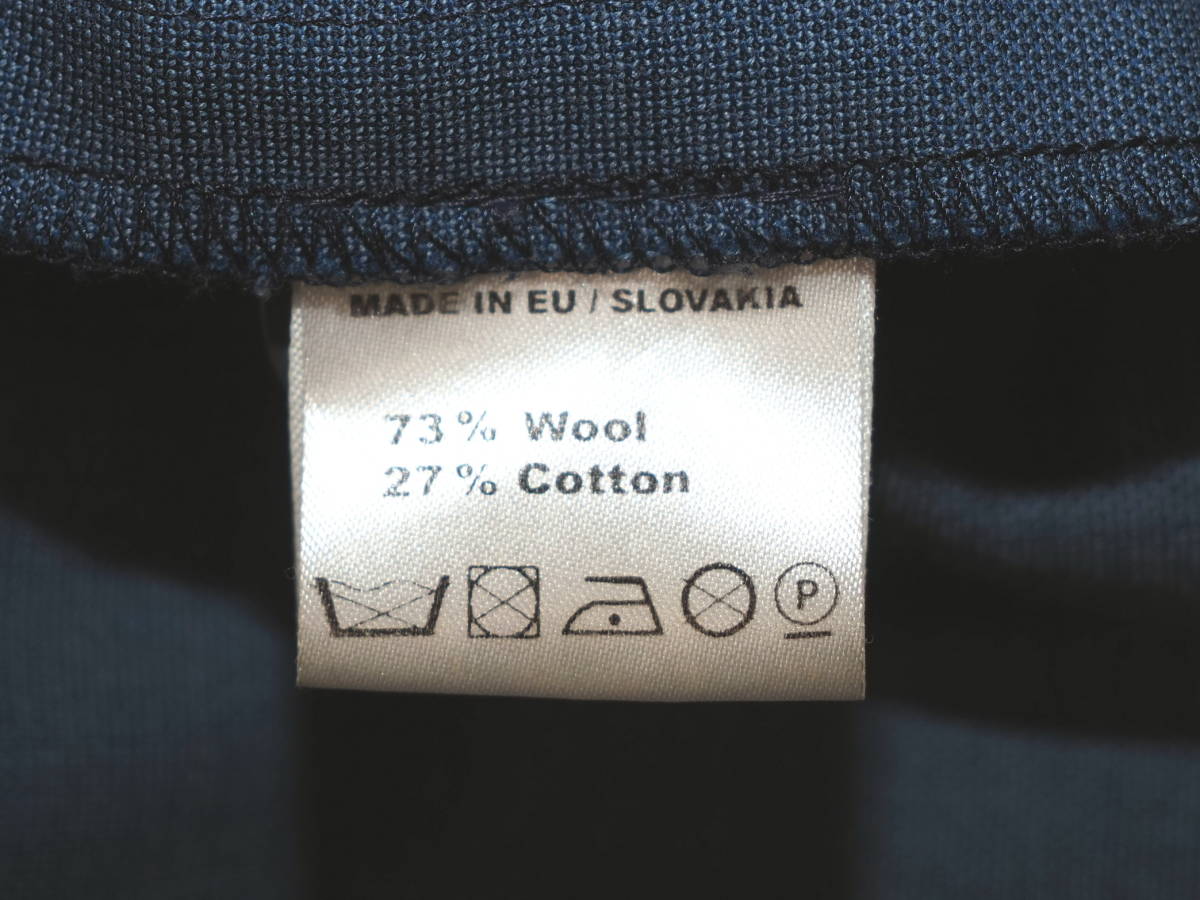 MADE IN EU / SLOVAKIA
73% Wool
27% Cotton
P